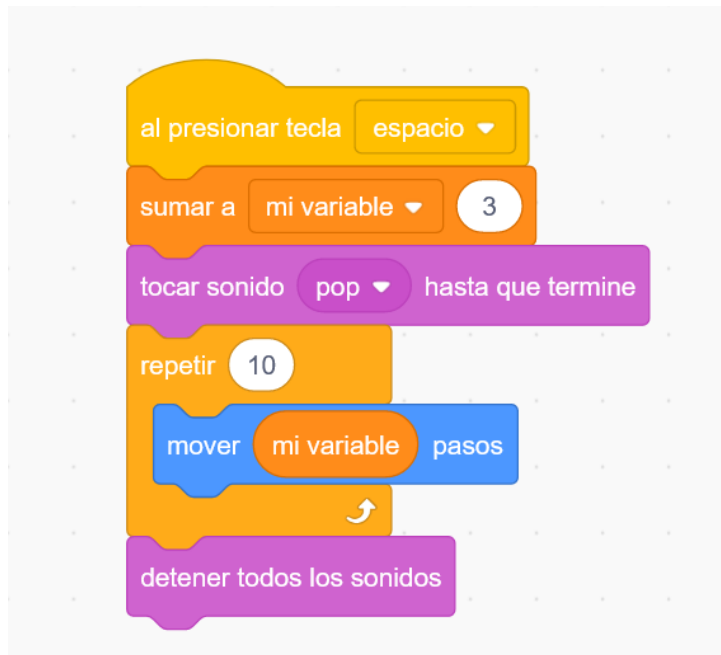 al presionar tecla espacio
sumar a mi variable 3
tocar sonido pop hasta que termine
repetir 10
mover mi variable pasos
detener todos los sonidos